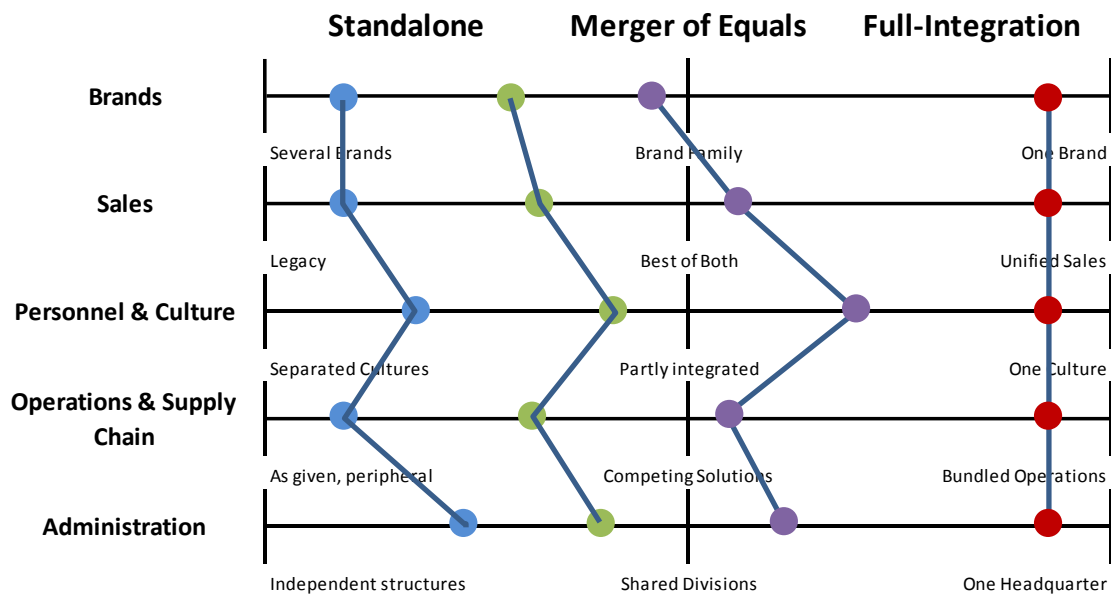 Standalone Merger of Equals Full-Integration
Brands
Several Brands Brand Family One Brand
Sales
Legacy Best of Both Unified Sales
Personnel & Culture
Separated Cultures Partly integrated One Culture
Operations & Supply
Chain
As given, peripheral Competing Solutions Bundled Operations
Administration
Independent structures Shared Divisions One Headquarter